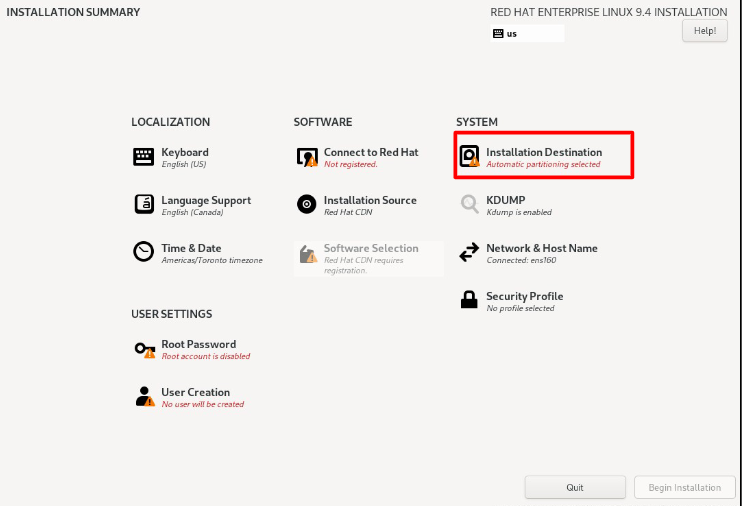 INSTALLATION SUMMARY
RED HAT ENTERPRISE LINUX 9.4 INSTALLATION
us
Help!
LOCALIZATION
Keyboard
English (US)
Language Support
English (Canada)
Time & Date
Americas/Toronto timezone
SOFTWARE
Connect to Red Hat
Not registered.
Installation Source
Red Hat CDN
Software Selection
Red Hat CDN requires
registration.
SYSTEM
Installation Destination
Automatic partitioning selected
KDUMP
Kdump is enabled
Network & Host Name
Connected: ens160
Security Profile
No profile selected
USER SETTINGS
Root Password
Root account is disabled
User Creation
No user will be created
Quit
Begin Installation